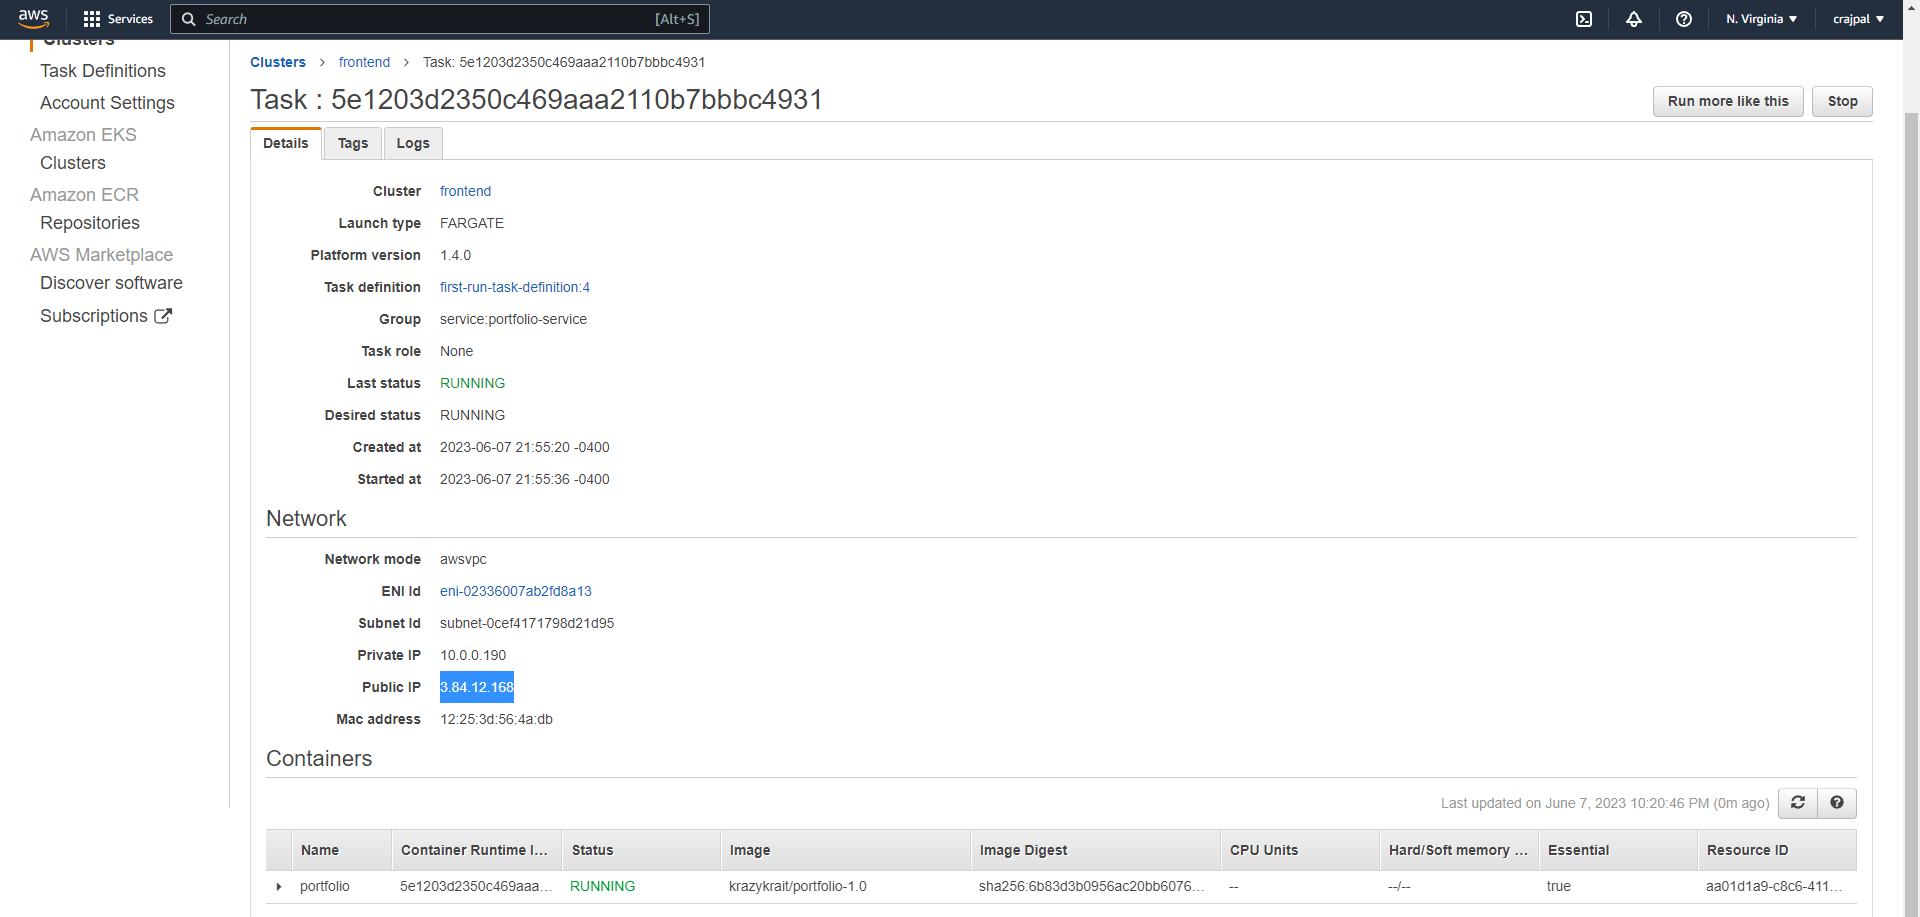 aws Services Search [Alt+S] N. Virginia crajpal
Clusters
Task Definitions
Account Settings
Amazon EKS
Clusters
Amazon ECR
Repositories
AWS Marketplace
Discover software
Subscriptions
Clusters > frontend > Task: 5e1203d2350c469aaa2110b7bbbc4931
Task : 5e1203d2350c469aaa2110b7bbbc4931
Run more like this Stop
Details Tags Logs
Cluster frontend
Launch type FARGATE
Platform version 1.4.0
Task definition first-run-task-definition:4
Group service:portfolio-service
Task role None
Last status RUNNING
Desired status RUNNING
Created at 2023-06-07 21:55:20 -0400
Started at 2023-06-07 21:55:36 -0400
Network
Network mode awsvpc
ENI Id eni-02336007ab2fd8a13
Subnet Id subnet-0cef4171798d21d95
Private IP 10.0.0.190
Public IP 3.84.12.168
Mac address 12:25:3d:56:4a:db
Containers
Last updated on June 7, 2023 10:20:46 PM (0m ago)
Name Container Runtime I... Status Image Image Digest CPU Units Hard/Soft memory ... Essential Resource ID
portfolio 5e1203d2350c469aaa... RUNNING krazykrait/portfolio-1.0 sha256:6b83d3b0956ac20bb6076... -- --/-- true aa01d1a9-c8c6-411...